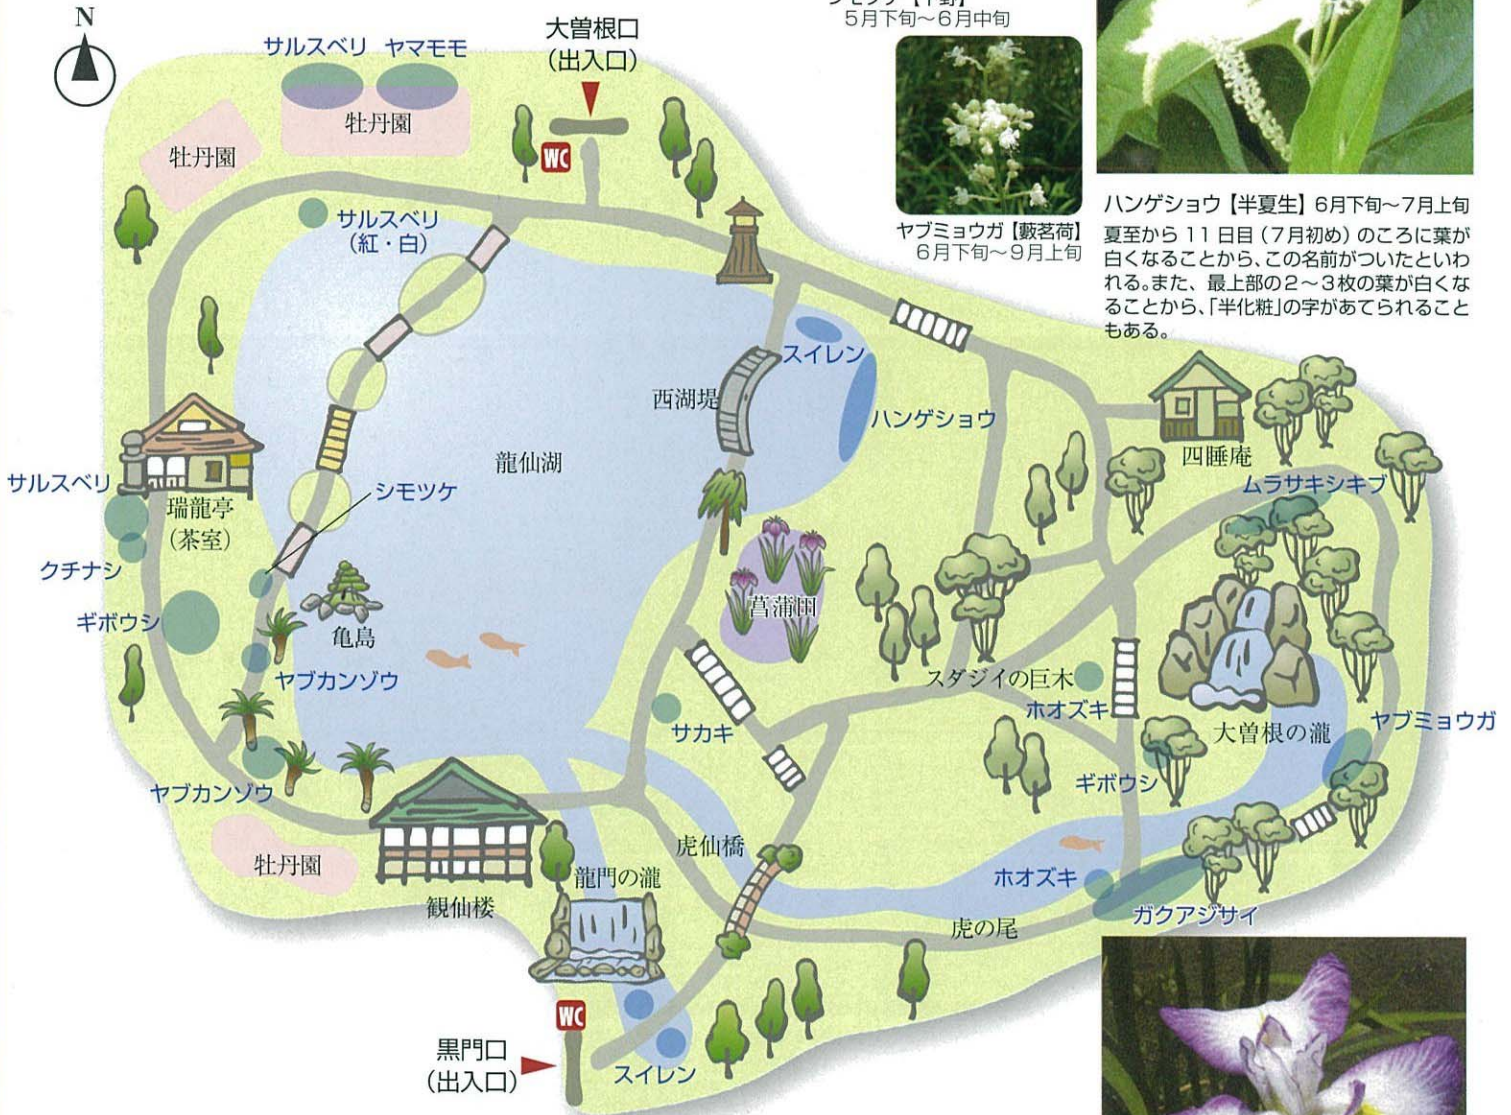 N
サルスベリ
ヤマモモ
大曽根口
(出入口)
牡丹園
牡丹園
WC
サルスベリ
(紅・白)
5月下旬〜6月中旬
ヤブミョウガ【藪茗荷】
6月下旬〜9月上旬
ハンゲショウ【半夏生】6月下旬〜7月上旬
夏至から11日目(7月初め)のころに葉が
白くなることから、この名前がついたといわ
れる。また、最上部の2〜3枚の葉が白くな
ることから、「半化粧」の字があてられること
もある。
スイレン
西湖堤
ハンゲショウ
龍仙湖
四睡庵
サルスベリ
瑞龍亭
(茶室)
シモツケ
ムラサキシキブ
クチナシ
ギボウシ
亀島
菖蒲田
ヤブカンゾウ
スダジイの巨木
ホオズキ
サカキ
大曽根の瀧
ヤブミョウガ
ギボウシ
ヤブカンゾウ
牡丹園
観仙楼
虎仙橋
龍門の瀧
ホオズキ
ガクアジサイ
虎の尾
WC
黒門口
(出入口)
スイレン